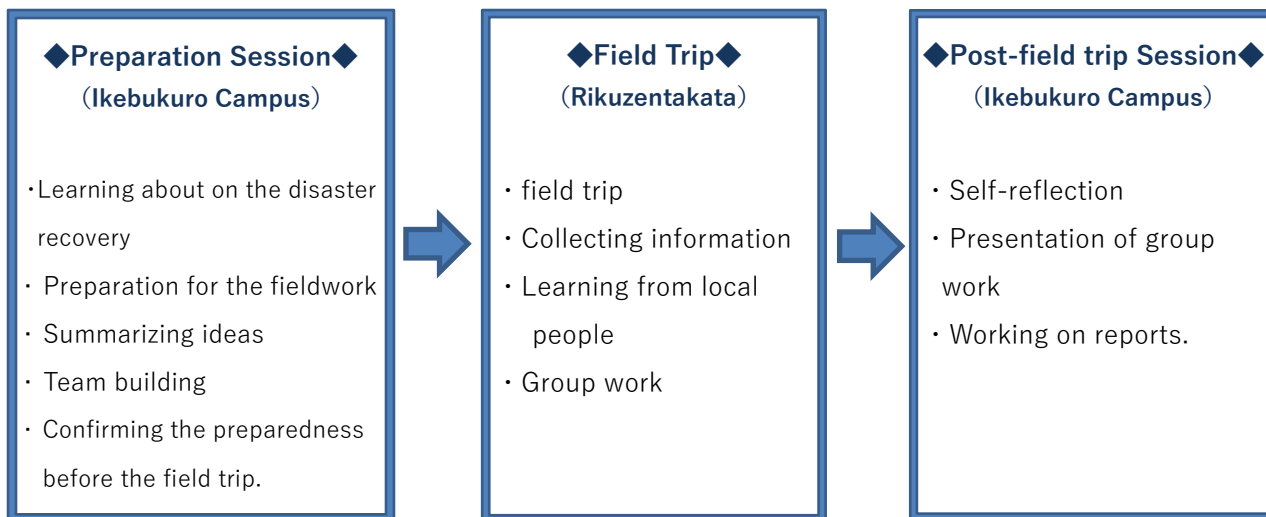 ◆Preparation Session◆
（Ikebukuro Campus）
・Learning about on the disaster
recovery
・ Preparation for the fieldwork
・ Summarizing ideas
・ Team building
・ Confirming the preparedness
before the field trip.
◆Field Trip◆
（Rikuzentakata）
・field trip
・Collecting information
・Learning from local
people
・Group work
◆Post-field trip Session◆
（Ikebukuro Campus）
・ Self-reflection
・ Presentation of group
work
・ Working on reports.